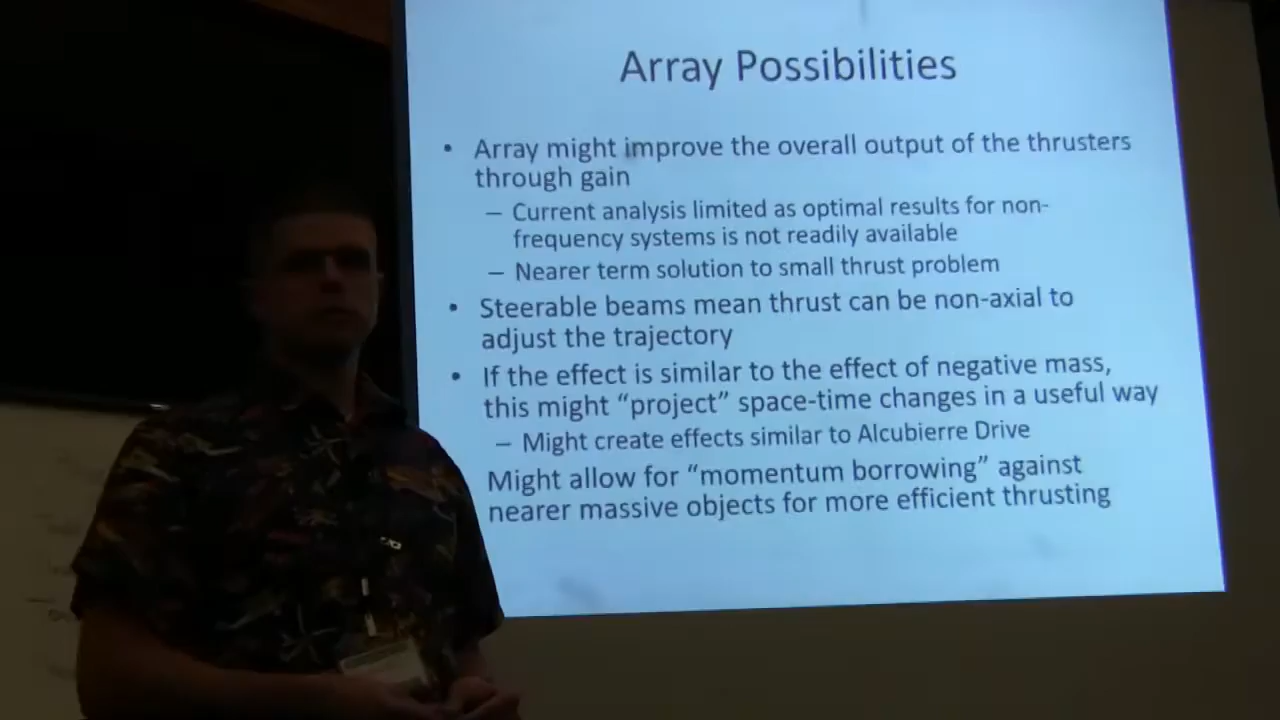 Array Possibilities
• Array might improve the overall output of the thrusters
through gain
– Current analysis limited as optimal results for non-
frequency systems is not readily available
– Nearer term solution to small thrust problem
• Steerable beams mean thrust can be non-axial to
adjust the trajectory
• If the effect is similar to the effect of negative mass,
this might “project” space-time changes in a useful way
– Might create effects similar to Alcubierre Drive
Might allow for “momentum borrowing” against
nearer massive objects for more efficient thrusting